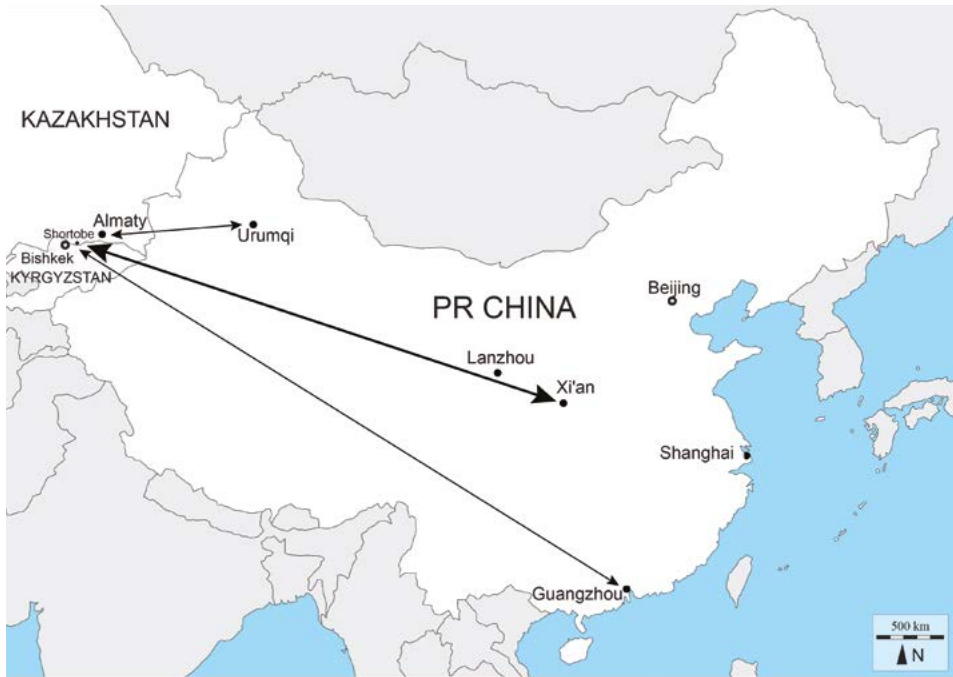 KAZAKHSTAN
Almaty
Shortobe
Urumqi
Bishkek
KYRGYZSTAN
Beijing
PR CHINA
Lanzhou
Xi'an
Shanghai
Guangzhou
500 km
N